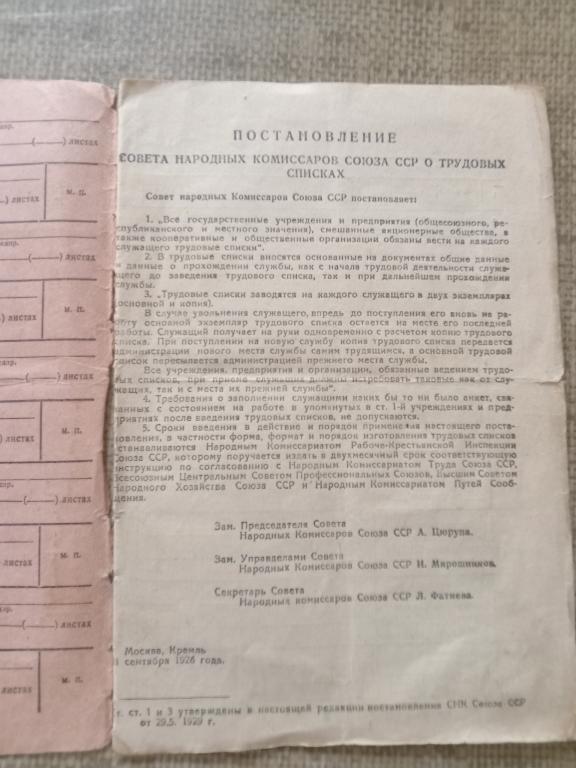 ПОСТАНОВЛЕНИЕ
СОВЕТА НАРОДНЫХ КОМИССАРОВ СОЮЗА ССР О ТРУДОВЫХ
СПИСКАХ
Совет народных Комиссаров Союза ССР постановляет:
1. „Все государственные учреждения и предприятия (общесоюзного, ре-
спубликанского и местного значения), смешанные акционерные общества, а
также кооперативные и общественные организации обязаны вести на каждого
служащего трудовые списки".
2. В трудовые списки вносятся основанные на документах общие данные
и данные о прохождении службы, как с начала трудовой деятельности служа-
щего до заведения трудового списка, так и при дальнейшем прохождении
службы.
3. „Трудовые списки заводятся на каждого служащего в двух экземплярах
(основной и копия).
В случае увольнения служащего, впредь до поступления его вновь на ра-
боту основной экземпляр трудового списка остается на месте его последней
работы. Служащий получает на руки одновременно с расчетом копию трудового
списка. При поступлении на новую службу копия трудового списка передается
администрации нового места службы самим трудящимся, а основной трудовой
список пересылается администрацией прежнего места службы.
Все учреждения, предприятия и организации, обязанные ведением трудо-
вых списков, при приеме служащих должны истребовать таковые как от слу-
жащих, так и с места их прежней службы".
4. Требования о заполнении служащими каких бы то ни было анкет, свя-
занных с состоянием на работе в упомянутых в ст. 1-й учреждениях и пред-
приятиях после введения трудовых списков, не допускаются.
5. Сроки введения в действие и порядок применения настоящего поста-
новления, в частности форма, формат и порядок изготовления трудовых списков
устанавливаются Народным Комиссариатом Рабоче-Крестьянской Инспекции
Союза ССР, которому поручается издать в двухмесячный срок соответствующую
инструкцию по согласованию с Народным Комиссариатом Труда Союза ССР,
Всесоюзным Центральным Советом Профессиональных Союзов, Высшим Советом
Народного Хозяйства Союза ССР и Народным Комиссариатом Путей Сооб-
щения.
Зам. Председателя Совета
Народных Комиссаров Союза ССР А. Цюрупа.
Зам. Управделами Совета
Народных Комиссаров Союза ССР И. Мирошников.
Секретарь Совета
Народных комиссаров Союза ССР Л. Фатнева.
Москва, Кремль
сентября 1926 года.
ст. 1 и 3 утверждены в настоящей редакции постановления СНК Союза ССР
от 29.5. 1929 г.
(———) листах
М. П.
) листах
(———) листах
М. П.
листах
(———) листах
М. П.
листах
(———) листах
М. П.
листах
(———) листах
М. П.
листах
(———) листах
М. П.
листах